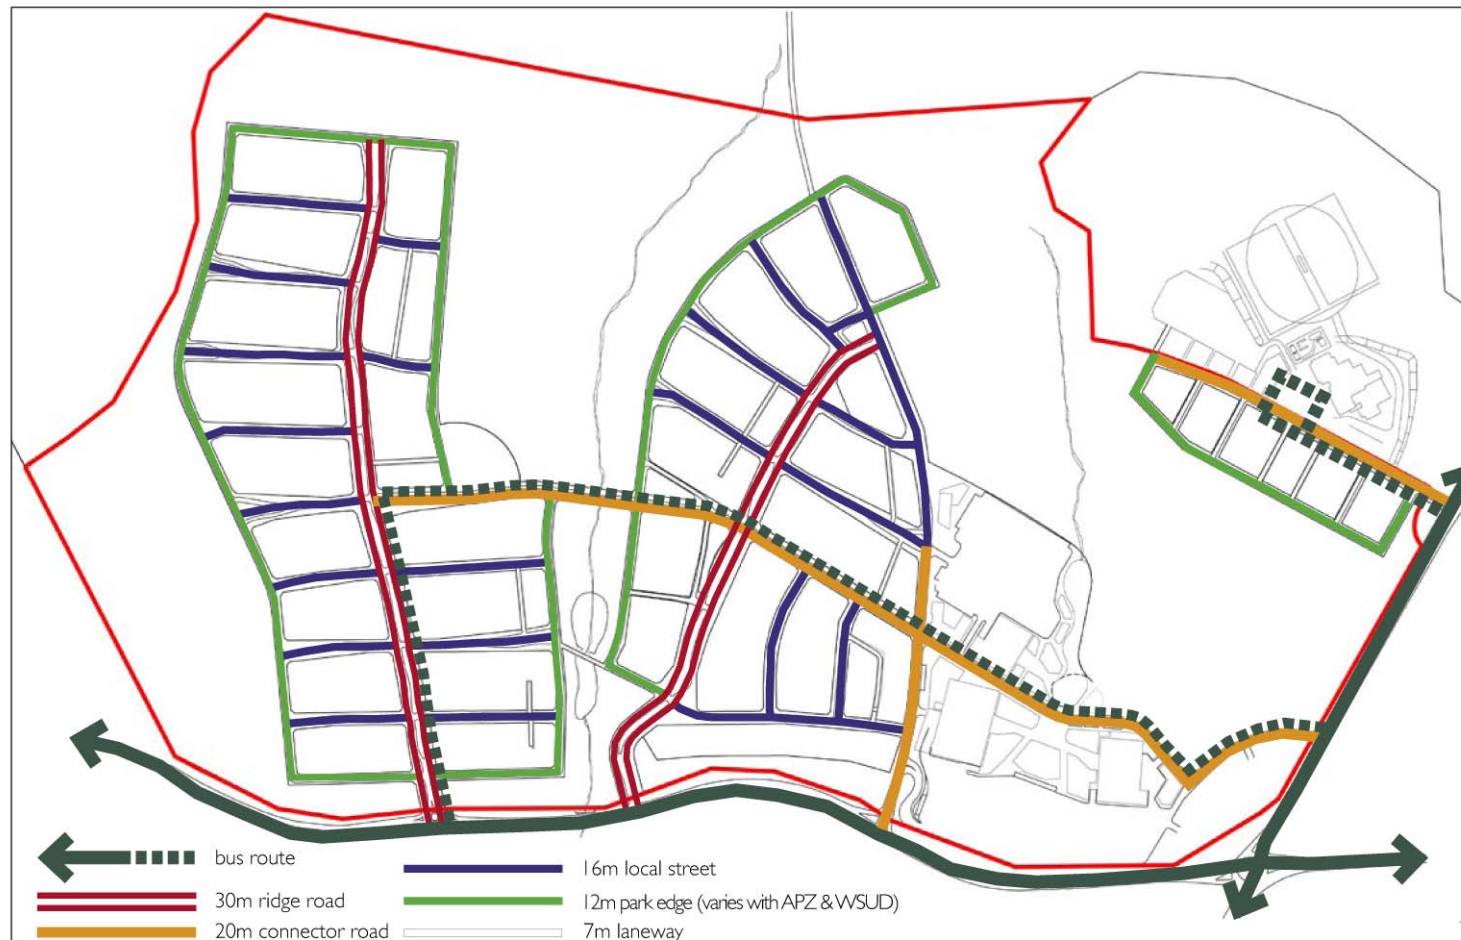 bus route
30m ridge road
20m connector road
16m local street
12m park edge (varies with APZ & WSUD)
7m laneway